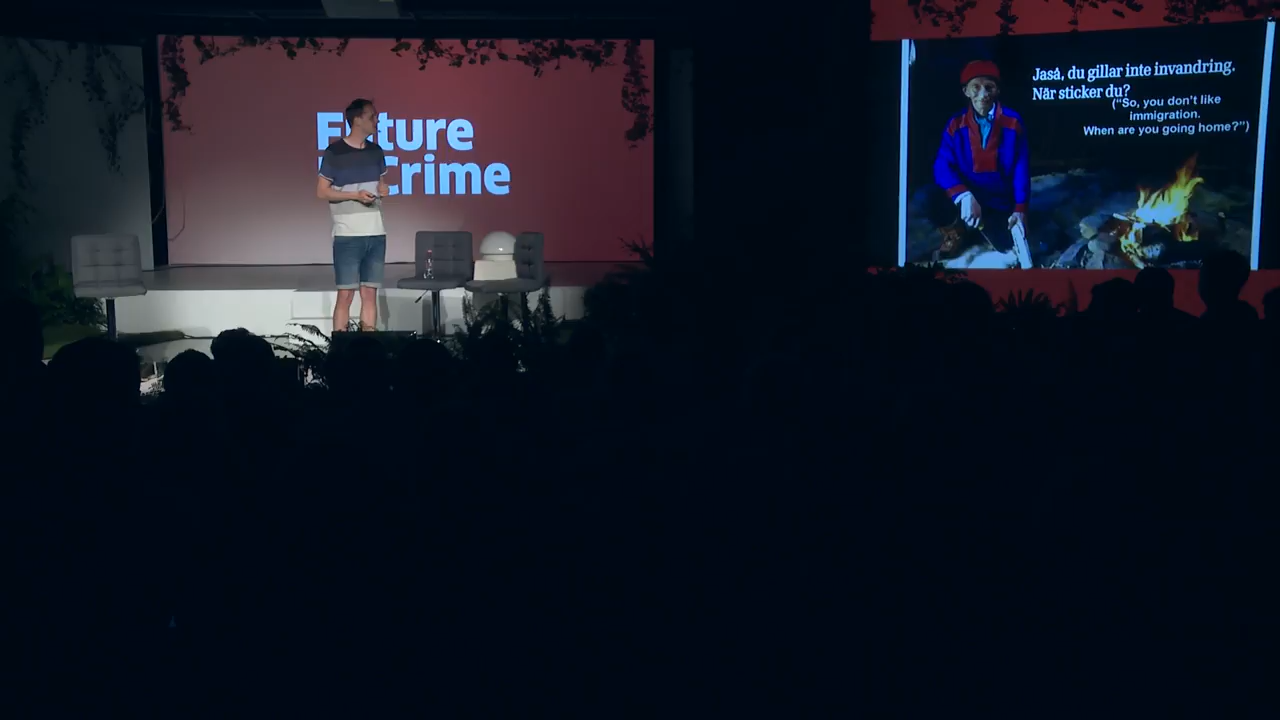 Future
Crime
Jaså, du gillar inte invandring.
När sticker du?
("So, you don't like
immigration.
When are you going home?")